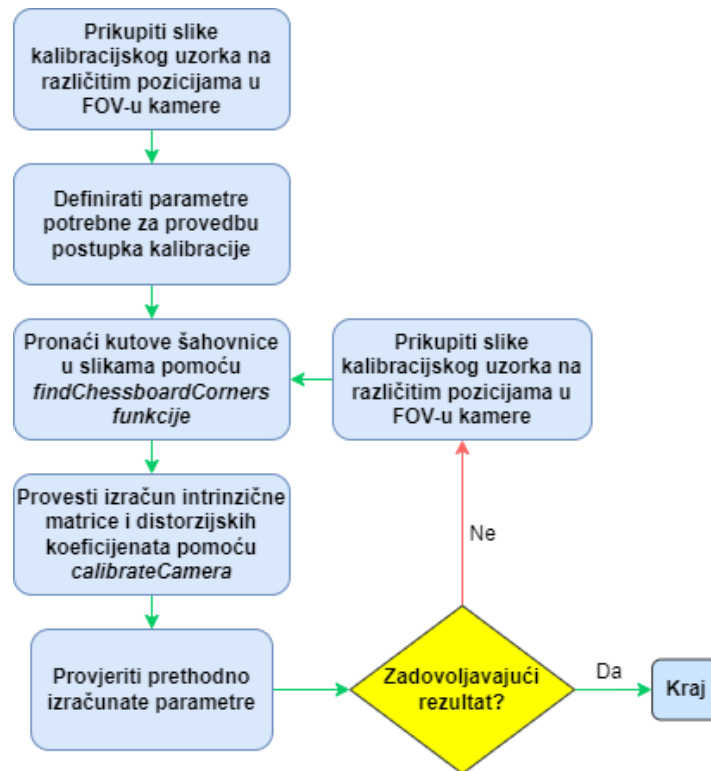 Prikupiti slike
kalibracijskog uzorka na
različitim pozicijama u
FOV-u kamere
Definirati parametre
potrebne za provedbu
postupka kalibracije
Pronaći kutove šahovnice
u slikama pomoću
findChessboardCorners
funkcije
Prikupiti slike
kalibracijskog uzorka na
različitim pozicijama u
FOV-u kamere
Provesti izračun intrinzične
matrice i distorzijskih
koeficijenata pomoću
calibrateCamera
Ne
Provjeriti prethodno
izračunate parametre
Zadovoljavajući
rezultat?
Da
Kraj